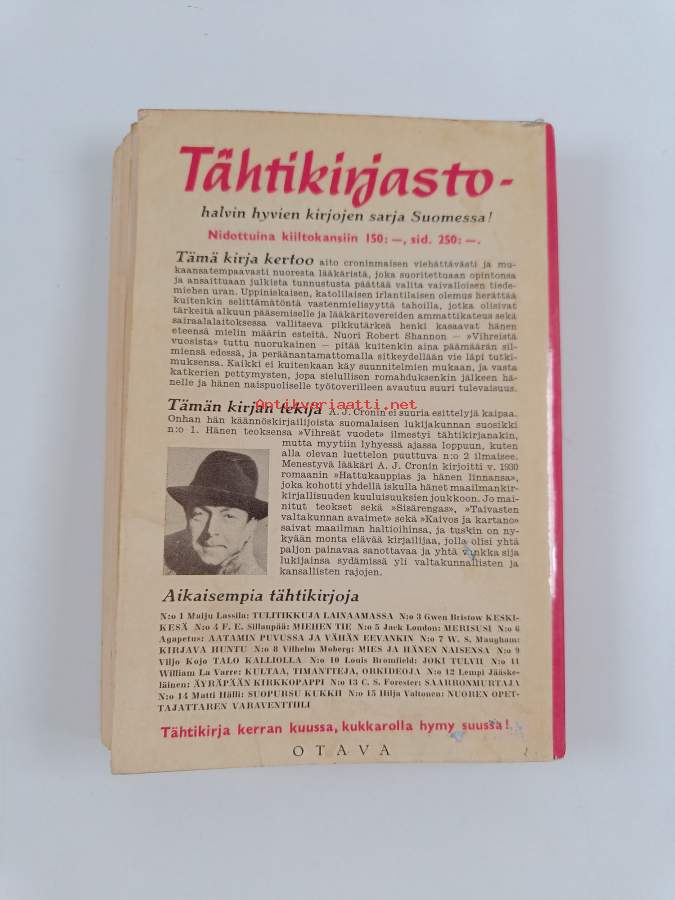 Tähtikirjasto-
halvin hyvien kirjojen sarja Suomessa!
Nidottuina kiiltokansiin 150:—, sid. 250:—.
Tämä kirja kertoo aito croninmaisen viehättävästi ja mu-
kaansatempaavasti nuoresta lääkäristä, joka suoritettuaan opintonsa
ja ansaittuaan julkista tunnustusta päättää valita vaivalloisen tiede-
miehen uran. Uppiniskaisen, katolilaisen irlantilaisen olemus herättää
kuitenkin selittämätöntä vastenmielisyyttä tahoilla, jotka olisivat
tärkeitä alkuun pääsemiselle ja lääkäritovereiden ammattikateus sekä
sairaalalaitoksessa vallitseva pikkutärkeä henki kasaavat hänen
eteensä mielin määrin esteitä. Nuori Robert Shannon — »Vihreistä
vuosista» tuttu nuorukainen — pitää kuitenkin aina päämäärän sil-
miensä edessä, ja peräänantamattomalla sitkeydellään vie läpi tutki-
muksensa. Kaikki ei kuitenkaan käy suunnitelmien mukaan, ja vasta
katkerien pettymysten, jopa sielullisen romahduksenkin jälkeen hä-
nelle ja hänen naispuoliselle työtoverilleen avautuu suuri tulevaisuus.
Antikvariaatti.net
Tämän kirjan tekijä A. J. Cronin ei suuria esittelyjä kaipaa.
Onhan hän käännöskirjailijoista suomalaisen lukijakunnan suosikki
n:o 1. Hänen teoksensa »Vihreät vuodet» ilmestyi tähtikirjanakin,
mutta myytiin lyhyessä ajassa loppuun, kuten
alla olevan luettelon puuttuva n:o 2 ilmaisee.
Menestyvä lääkäri A. J. Cronin kirjoitti v. 1930
romaanin »Hattukauppias ja hänen linnansa»,
joka kohotti yhdellä iskulla hänet maailmankir-
kirjallisuuden kuuluisuuksien joukkoon. Jo mai-
nitut teokset sekä »Sisärengas», »Taivasten
valtakunnan avaimet» sekä »Kaivos ja kartano»
saivat maailman haltioihinsa, ja tuskin on ny-
kyään monta elävää kirjailijaa, jolla olisi yhtä
paljon painavaa sanottavaa ja yhtä vankka sija
lukijainsa sydämissä yli valtakunnallisten ja
kansallisten rajojen.
Aikaisempia tähtikirjoja
N:o 1 Maiju Lassila: TULITIKKUJA LAINAAMASSA N:o 3 Gwen Bristow KESKI-
KESÄ N:o 4 F. E. Sillanpää: MIEHEN TIE N:o 5 Jack London: MERISUSI N:o 6
Agapetus: AATAMIN PUVUSSA JA VÄHÄN EEVANKIN N:o 7 W. S. Maugham:
KIRJAVA HUNTU N:o 8 Vilhelm Moberg: MIES JA HÄNEN NAISENSA N:o 9
Viljo Kojo TALO KALLIOLLA N:o 10 Louis Bromfield: JOKI TULVII N:o 11
William La Varre: KULTAA, TIMANTTEJA, ORKIDEOJA N:o 12 Lempi Jääske-
läinen: ÄYRÄPÄÄN KIRKKOPAPPI N:o 13 C. S. Forester: SAARRONMURTAJA
N:o 14 Matti Hälli: SUOPURSU KUKKII N:o 15 Hilja Valtonen: NUOREN OPET-
TAJATTAREN VARAVENTTIILI
Tähtikirja kerran kuussa, kukkarolla hymy suussa!
OTAVA